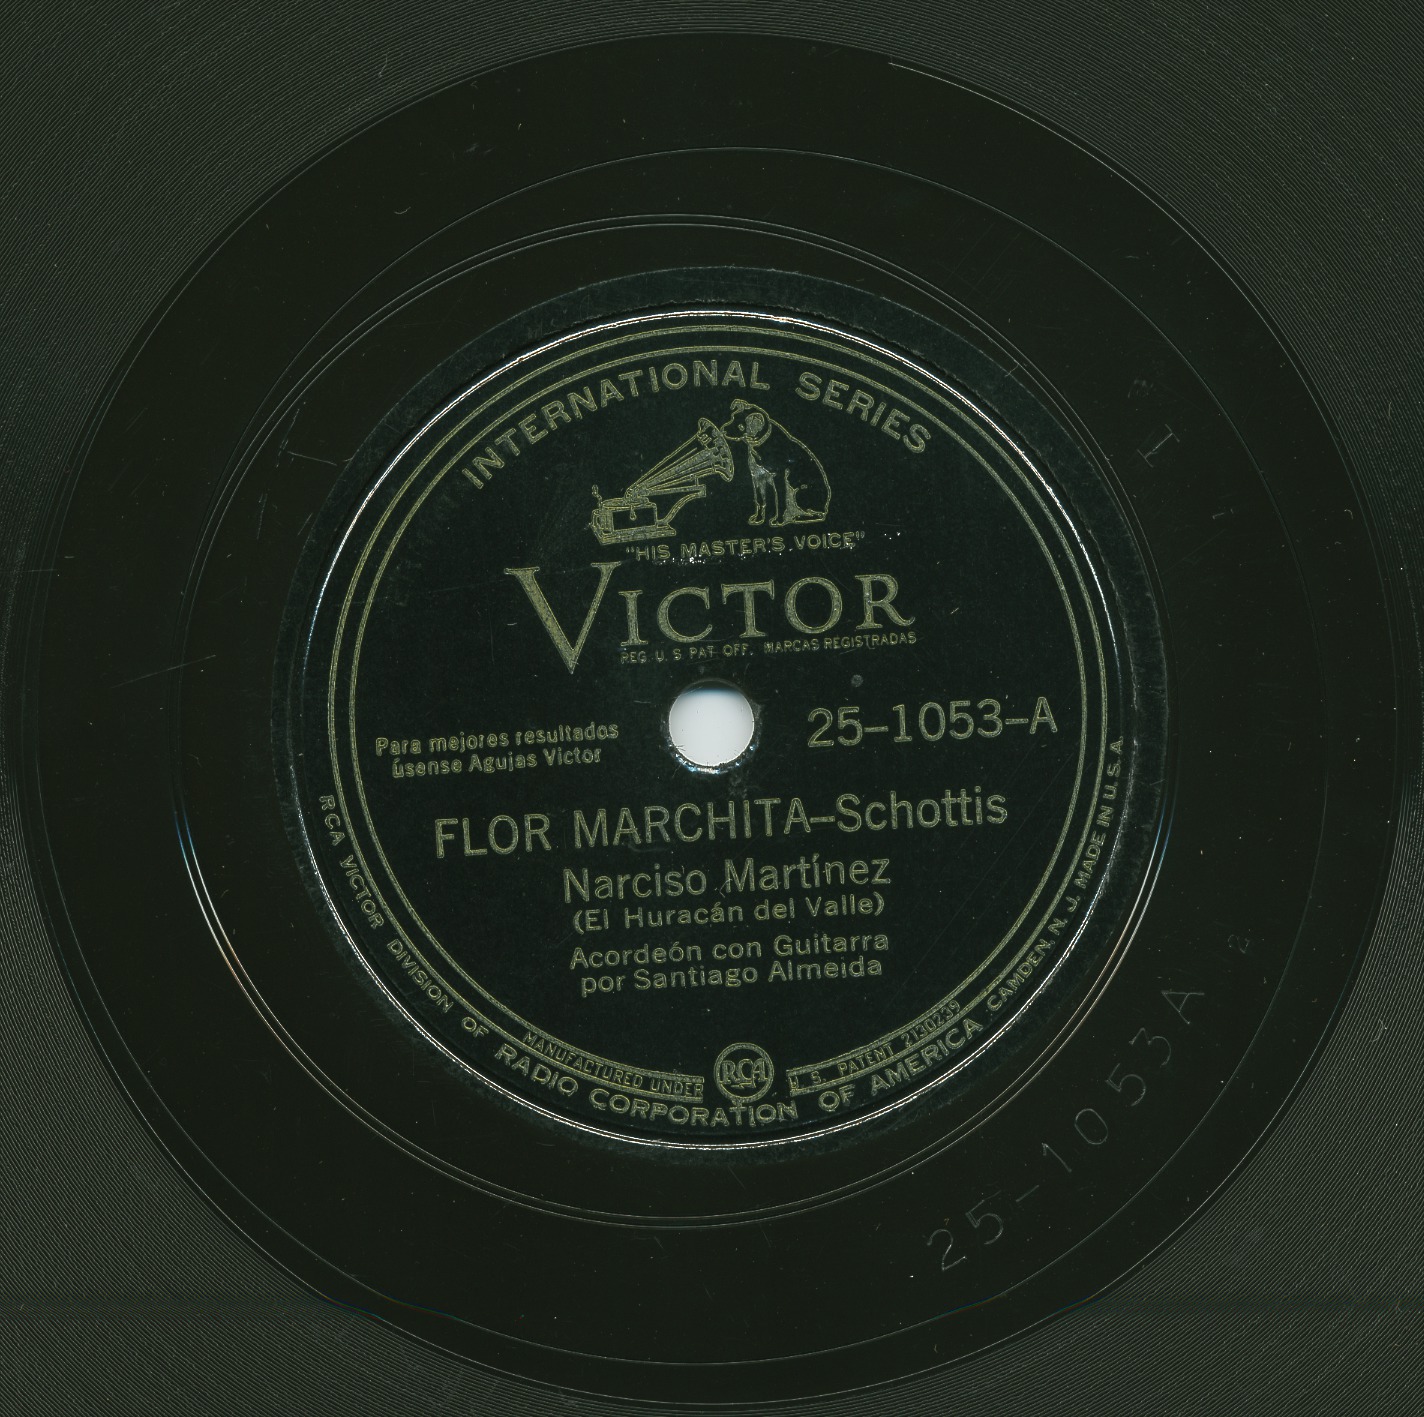 INTERNATIONAL SERIES
"HIS MASTER'S VOICE"
VICTOR
REG. U. S. PAT. OFF. MARCAS REGISTRADAS
Para mejores resultados
úsense Agujas Victor
25-1053-A
FLOR MARCHITA-Schottis
Narciso Martínez
(El Huracán del Valle)
Acordeón con Guitarra
por Santiago Almeida
MANUFACTURED UNDER
RCA
U. S. PATENT 2130239
RCA VICTOR DIVISION OF RADIO CORPORATION OF AMERICA CAMDEN, N. J. MADE IN U.S.A.
25-1053A
2